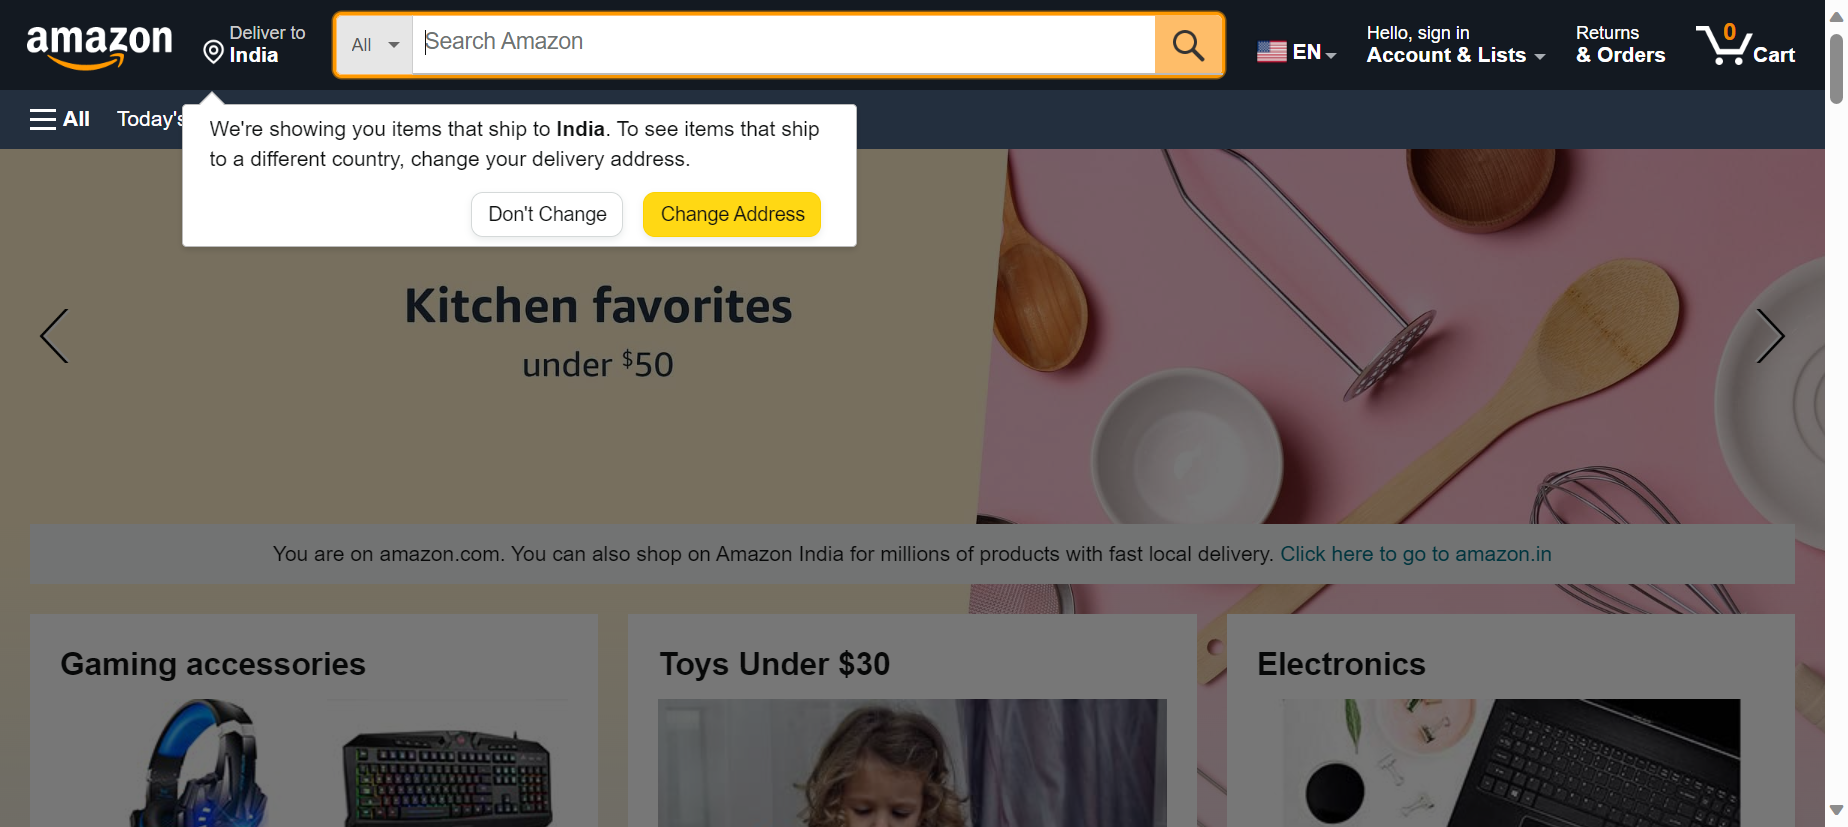 amazon
Deliver to
India
All
Search Amazon
EN
Hello, sign in
Account & Lists
Returns
& Orders
0
Cart
All
Today's
We're showing you items that ship to India. To see items that ship
to a different country, change your delivery address.
Don't Change
Change Address
Kitchen favorites
under $50
You are on amazon.com. You can also shop on Amazon India for millions of products with fast local delivery. Click here to go to amazon.in
Gaming accessories
Toys Under $30
Electronics